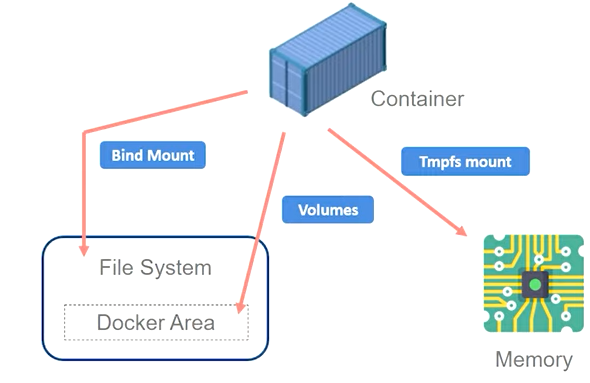 Container
Bind Mount
Tmpfs mount
Volumes
File System
Docker Area
Memory